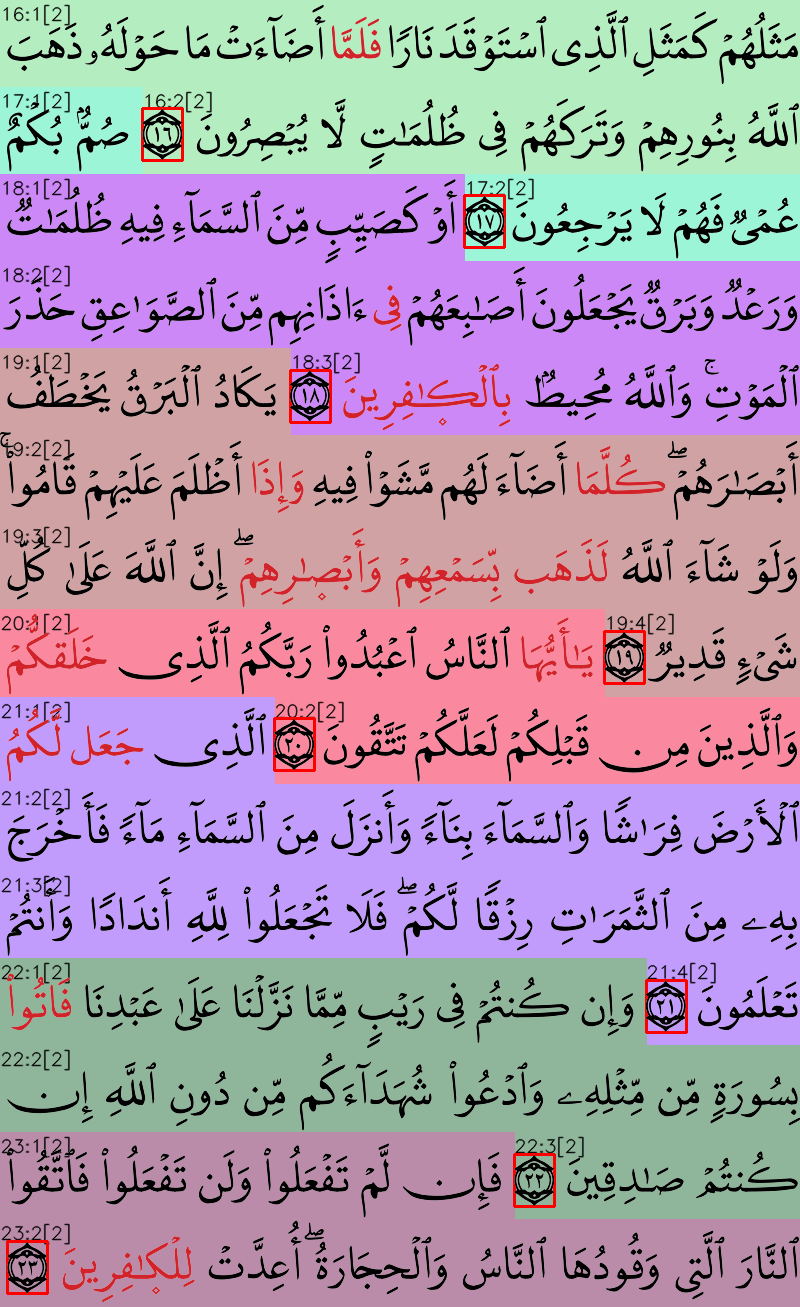 16:1[2]
مَثَلُهُمْ كَمَثَلِ ٱلَّذِى ٱسْتَوْقَدَ نَارًا فَلَمَّا أَضَآءَتْ مَا حَوْلَهُۥ ذَهَبَ
17:1[2] 16:2[2]
ٱللَّهُ بِنُورِهِمْ وَتَرَكَهُمْ فِى ظُلُمَٰتٍ لَّا يُبْصِرُونَ ١٦ صُمٌّۢ بُكْمٌ
18:1[2] 17:2[2]
عُمْىٌ فَهُمْ لَا يَرْجِعُونَ ١٧ أَوْ كَصَيِّبٍ مِّنَ ٱلسَّمَآءِ فِيهِ ظُلُمَٰتٌ
18:2[2]
وَرَعْدٌ وَبَرْقٌ يَجْعَلُونَ أَصَٰبِعَهُمْ فِى ءَاذَانِهِم مِّنَ ٱلصَّوَٰعِقِ حَذَرَ
19:1[2] 18:3[2]
ٱلْمَوْتِ ۚ وَٱللَّهُ مُحِيطٌۢ بِٱلْكَٰفِرِينَ ١٨ يَكَادُ ٱلْبَرْقُ يَخْطَفُ
19:2[2]
أَبْصَٰرَهُمْ ۖ كُلَّمَا أَضَآءَ لَهُم مَّشَوْا۟ فِيهِ وَإِذَا أَظْلَمَ عَلَيْهِمْ قَامُوا۟ ۚ
19:3[2]
وَلَوْ شَآءَ ٱللَّهُ لَذَهَب بِّسَمْعِهِمْ وَأَبْصَٰرِهِمْ ۖ إِنَّ ٱللَّهَ عَلَىٰ كُلِّ
20:1[2] 19:4[2]
شَىْءٍ قَدِيرٌ ١٩ يَٰأَيُّهَا ٱلنَّاسُ ٱعْبُدُوا۟ رَبَّكُمُ ٱلَّذِى خَلَقكُّمْ
21:1[2] 20:2[2]
وَٱلَّذِينَ مِن قَبْلِكُمْ لَعَلَّكُمْ تَتَّقُونَ ٢٠ ٱلَّذِى جَعَل لَّكُمُ
21:2[2]
ٱلْأَرْضَ فِرَٰشًا وَٱلسَّمَآءَ بِنَآءً وَأَنزَلَ مِنَ ٱلسَّمَآءِ مَآءً فَأَخْرَجَ
21:3[2]
بِهِۦ مِنَ ٱلثَّمَرَٰتِ رِزْقًا لَّكُمْ ۖ فَلَا تَجْعَلُوا۟ لِلَّهِ أَندَادًا وَأَنتُمْ
22:1[2] 21:4[2]
تَعْلَمُونَ ٢١ وَإِن كُنتُمْ فِى رَيْبٍ مِّمَّا نَزَّلْنَا عَلَىٰ عَبْدِنَا فَاتُوا۟
22:2[2]
بِسُورَةٍ مِّن مِّثْلِهِۦ وَٱدْعُوا۟ شُهَدَآءَكُم مِّن دُونِ ٱللَّهِ إِن
23:1[2] 22:3[2]
كُنتُمْ صَٰدِقِينَ ٢٢ فَإِن لَّمْ تَفْعَلُوا۟ وَلَن تَفْعَلُوا۟ فَٱتَّقُوا۟
23:2[2]
ٱلنَّارَ ٱلَّتِى وَقُودُهَا ٱلنَّاسُ وَٱلْحِجَارَةُ ۖ أُعِدَّتْ لِلْكَٰفِرِينَ ٢٣